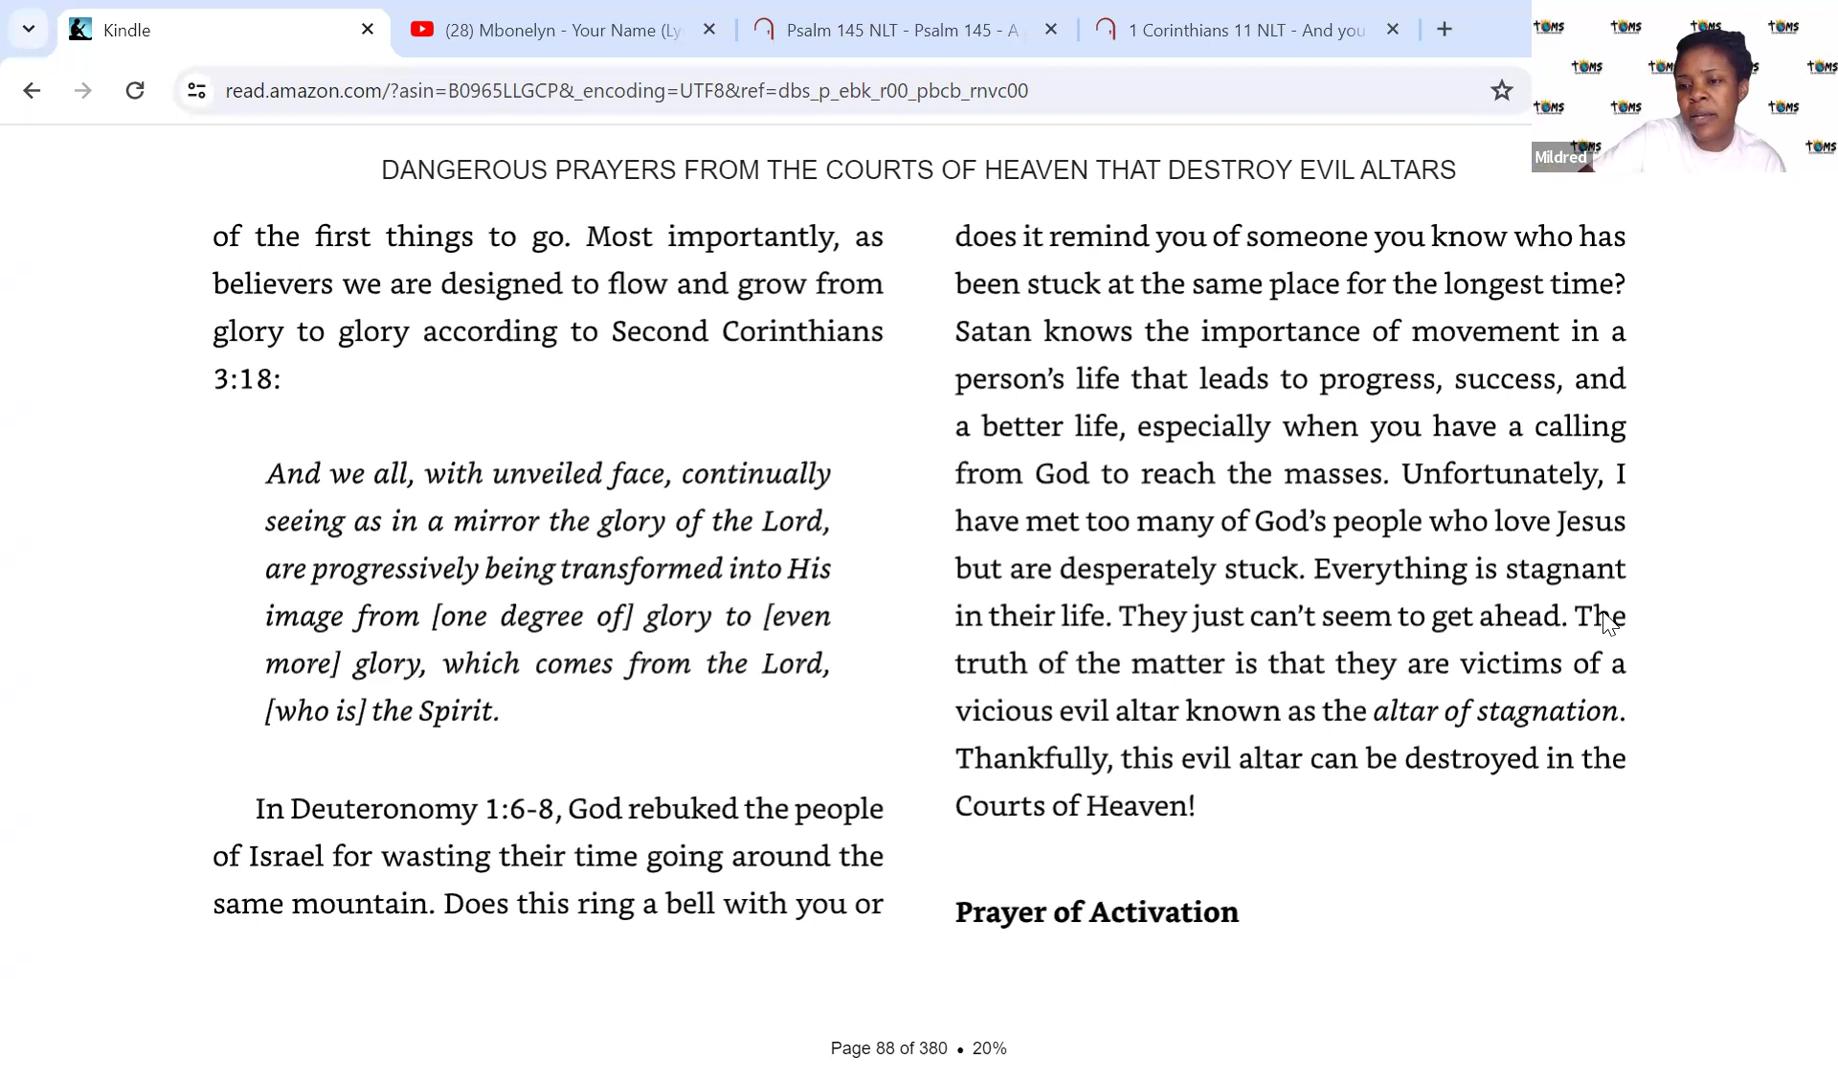 Kindle
(28) Mbonelyn - Your Name (Ly
Psalm 145 NLT - Psalm 145 - A
1 Corinthians 11 NLT - And you
read.amazon.com/?asin=B0965LLGCP&_encoding=UTF8&ref=dbs_p_ebk_r00_pbcb_rnvc00
TOMS
TOMS
TOMS
TOMS
TOMS
TOMS
TOMS
TOMS
TOMS
TOMS
TOMS
TOMS
Mildred
DANGEROUS PRAYERS FROM THE COURTS OF HEAVEN THAT DESTROY EVIL ALTARS
of the first things to go. Most importantly, as
believers we are designed to flow and grow from
glory to glory according to Second Corinthians
3:18:
And we all, with unveiled face, continually
seeing as in a mirror the glory of the Lord,
are progressively being transformed into His
image from [one degree of] glory to [even
more] glory, which comes from the Lord,
[who is] the Spirit.
In Deuteronomy 1:6-8, God rebuked the people
of Israel for wasting their time going around the
same mountain. Does this ring a bell with you or
does it remind you of someone you know who has
been stuck at the same place for the longest time?
Satan knows the importance of movement in a
person’s life that leads to progress, success, and
a better life, especially when you have a calling
from God to reach the masses. Unfortunately, I
have met too many of God’s people who love Jesus
but are desperately stuck. Everything is stagnant
in their life. They just can’t seem to get ahead. The
truth of the matter is that they are victims of a
vicious evil altar known as the altar of stagnation.
Thankfully, this evil altar can be destroyed in the
Courts of Heaven!
Prayer of Activation
Page 88 of 380 • 20%